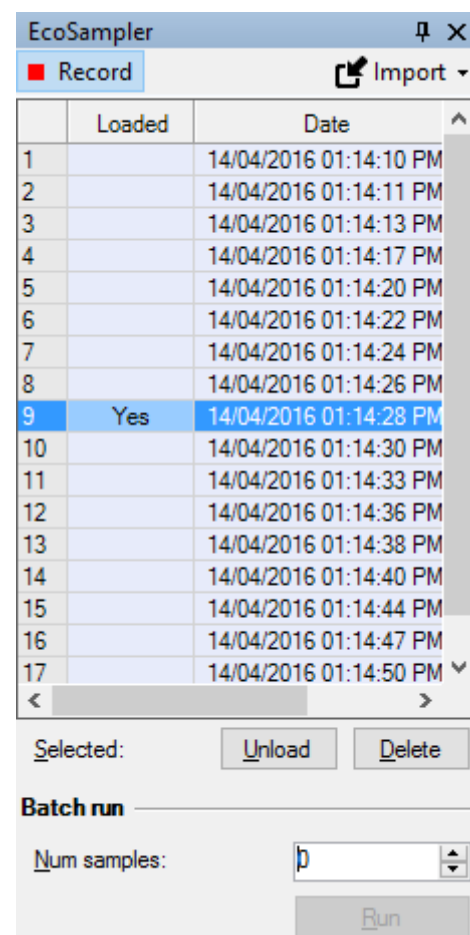 EcoSampler
Record Import
Loaded Date
1 14/04/2016 01:14:10 PM
2 14/04/2016 01:14:11 PM
3 14/04/2016 01:14:13 PM
4 14/04/2016 01:14:17 PM
5 14/04/2016 01:14:20 PM
6 14/04/2016 01:14:22 PM
7 14/04/2016 01:14:24 PM
8 14/04/2016 01:14:26 PM
9 Yes 14/04/2016 01:14:28 PM
10 14/04/2016 01:14:30 PM
11 14/04/2016 01:14:33 PM
12 14/04/2016 01:14:36 PM
13 14/04/2016 01:14:38 PM
14 14/04/2016 01:14:40 PM
15 14/04/2016 01:14:44 PM
16 14/04/2016 01:14:47 PM
17 14/04/2016 01:14:50 PM
Selected: Unload Delete
Batch run
Num samples: 0
Run